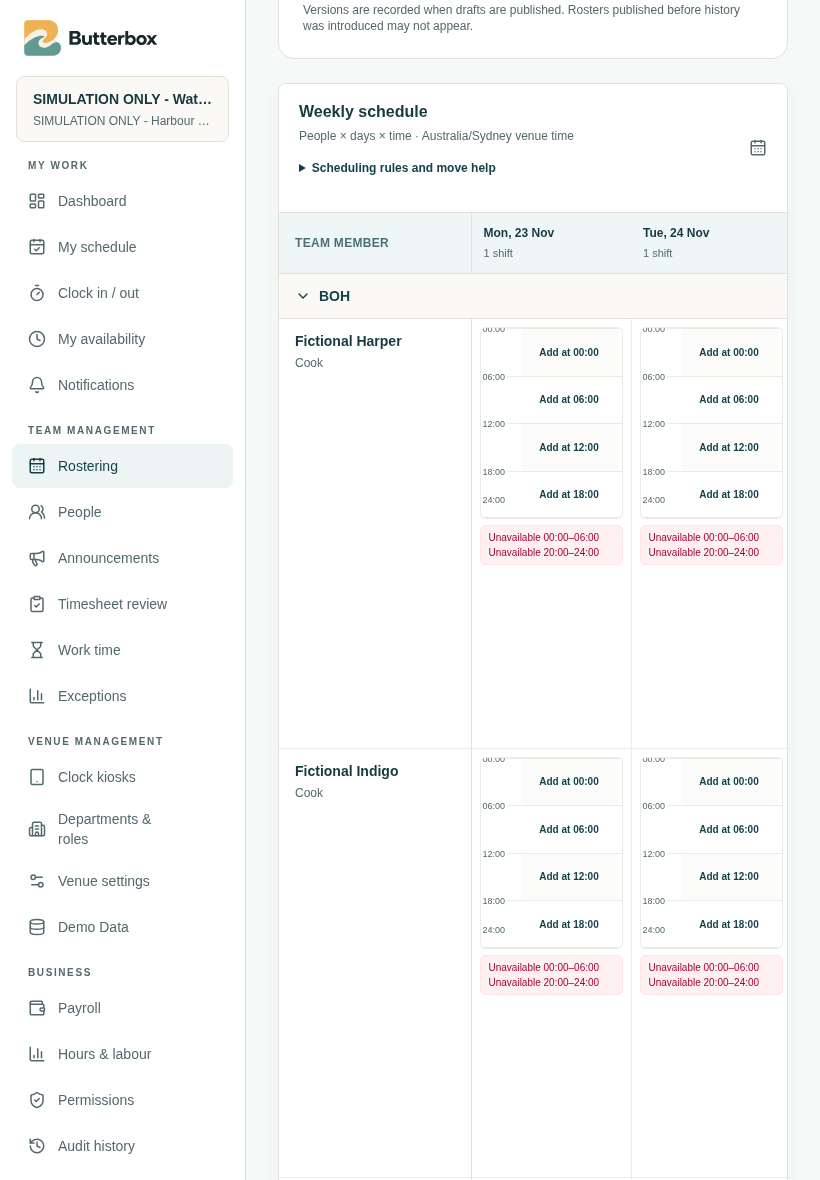 Butterbox
SIMULATION ONLY - Wat…
SIMULATION ONLY - Harbour …
MY WORK
Dashboard
My schedule
Clock in / out
My availability
Notifications
TEAM MANAGEMENT
Rostering
People
Announcements
Timesheet review
Work time
Exceptions
VENUE MANAGEMENT
Clock kiosks
Departments &
roles
Venue settings
Demo Data
BUSINESS
Payroll
Hours & labour
Permissions
Audit history
Versions are recorded when drafts are published. Rosters published before history
was introduced may not appear.
Weekly schedule
People × days × time · Australia/Sydney venue time
Scheduling rules and move help
TEAM MEMBER
Mon, 23 Nov
1 shift
Tue, 24 Nov
1 shift
BOH
Fictional Harper
Cook
00:00
Add at 00:00
06:00
Add at 06:00
12:00
Add at 12:00
18:00
Add at 18:00
24:00
Unavailable 00:00–06:00
Unavailable 20:00–24:00
00:00
Add at 00:00
06:00
Add at 06:00
12:00
Add at 12:00
18:00
Add at 18:00
24:00
Unavailable 00:00–06:00
Unavailable 20:00–24:00
Fictional Indigo
Cook
00:00
Add at 00:00
06:00
Add at 06:00
12:00
Add at 12:00
18:00
Add at 18:00
24:00
Unavailable 00:00–06:00
Unavailable 20:00–24:00
00:00
Add at 00:00
06:00
Add at 06:00
12:00
Add at 12:00
18:00
Add at 18:00
24:00
Unavailable 00:00–06:00
Unavailable 20:00–24:00